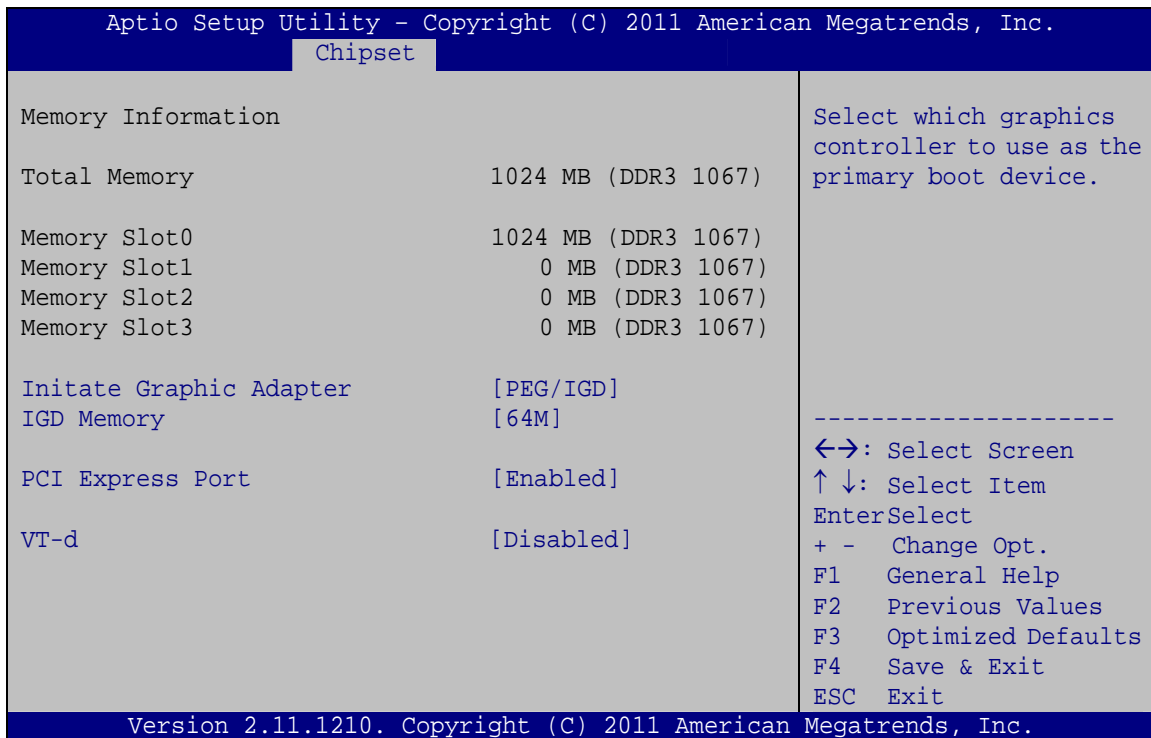 Aptio Setup Utility – Copyright (C) 2011 American Megatrends, Inc.
Chipset
Memory Information
Total Memory 1024 MB (DDR3 1067)
Memory Slot0 1024 MB (DDR3 1067)
Memory Slot1 0 MB (DDR3 1067)
Memory Slot2 0 MB (DDR3 1067)
Memory Slot3 0 MB (DDR3 1067)
Initate Graphic Adapter [PEG/IGD]
IGD Memory [64M]
PCI Express Port [Enabled]
VT-d [Disabled]
Select which graphics
controller to use as the
primary boot device.
---------------------
←→: Select Screen
↑ ↓: Select Item
EnterSelect
+ - Change Opt.
F1 General Help
F2 Previous Values
F3 Optimized Defaults
F4 Save & Exit
ESC Exit
Version 2.11.1210. Copyright (C) 2011 American Megatrends, Inc.